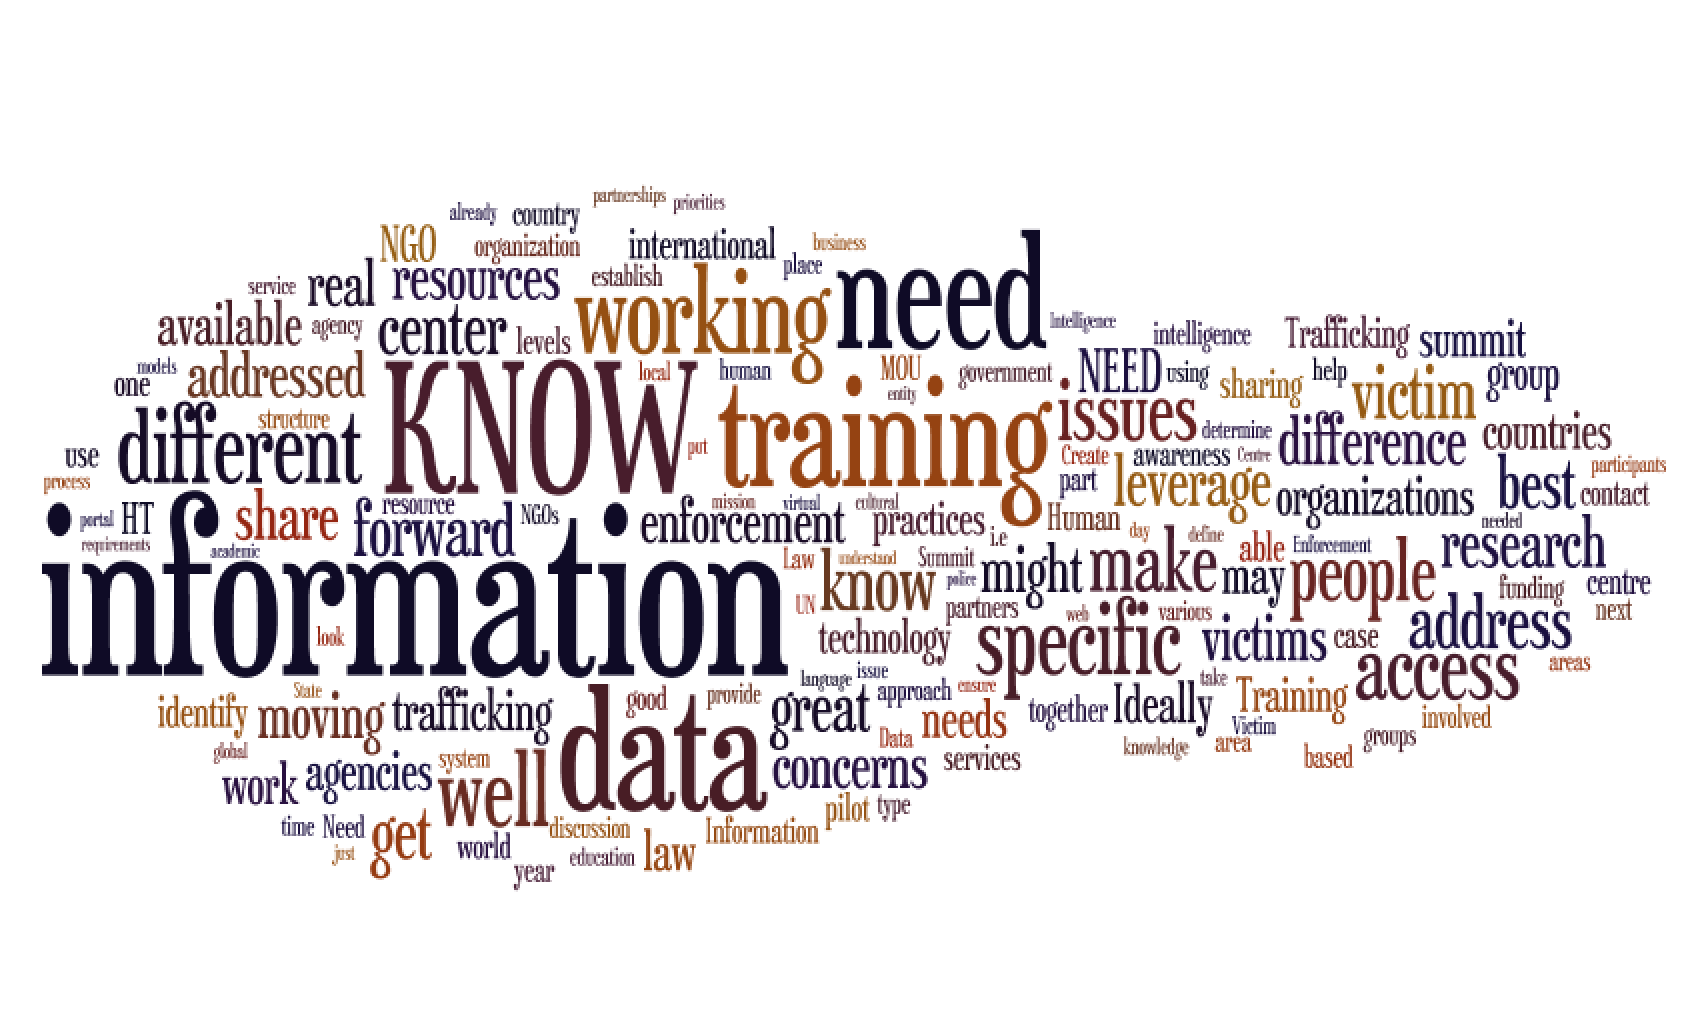 partnerships
priorities
already
country
NGO
organization
international
business
service
real
resources
establish
place
working
need
available
agency
center
levels
Intelligence
intelligence
Trafficking
summit
models
one
addressed
local
human
MOU
government
NEED
using
sharing
help
victim
group
entity
structure
different
KNOW
put
training
issues
determine
difference
countries
use
process
Create
awareness
Centre
participants
part
leverage
organizations
best
contact
portal
HT
share
forward
resource
NGOs
mission
virtual
cultural
enforcement
practices
i.e
Human
day
define
needed
requirements
academic
information
look
Law
understand
Summit
police
might
make
able
may
Enforcement
people
research
funding
centre
next
UN
know
partners
web
various
technology
specific
victims
case
address
access
areas
language
issue
approach
ensure
take
identify
State
moving
trafficking
good
provide
great
needs
together
Ideally
Training
Victim
involved
global
data
Data
knowledge
area
based
groups
work
agencies
system
well
concerns
services
pilot
type
time
Need
just
get
world
year
discussion
education
law
Information